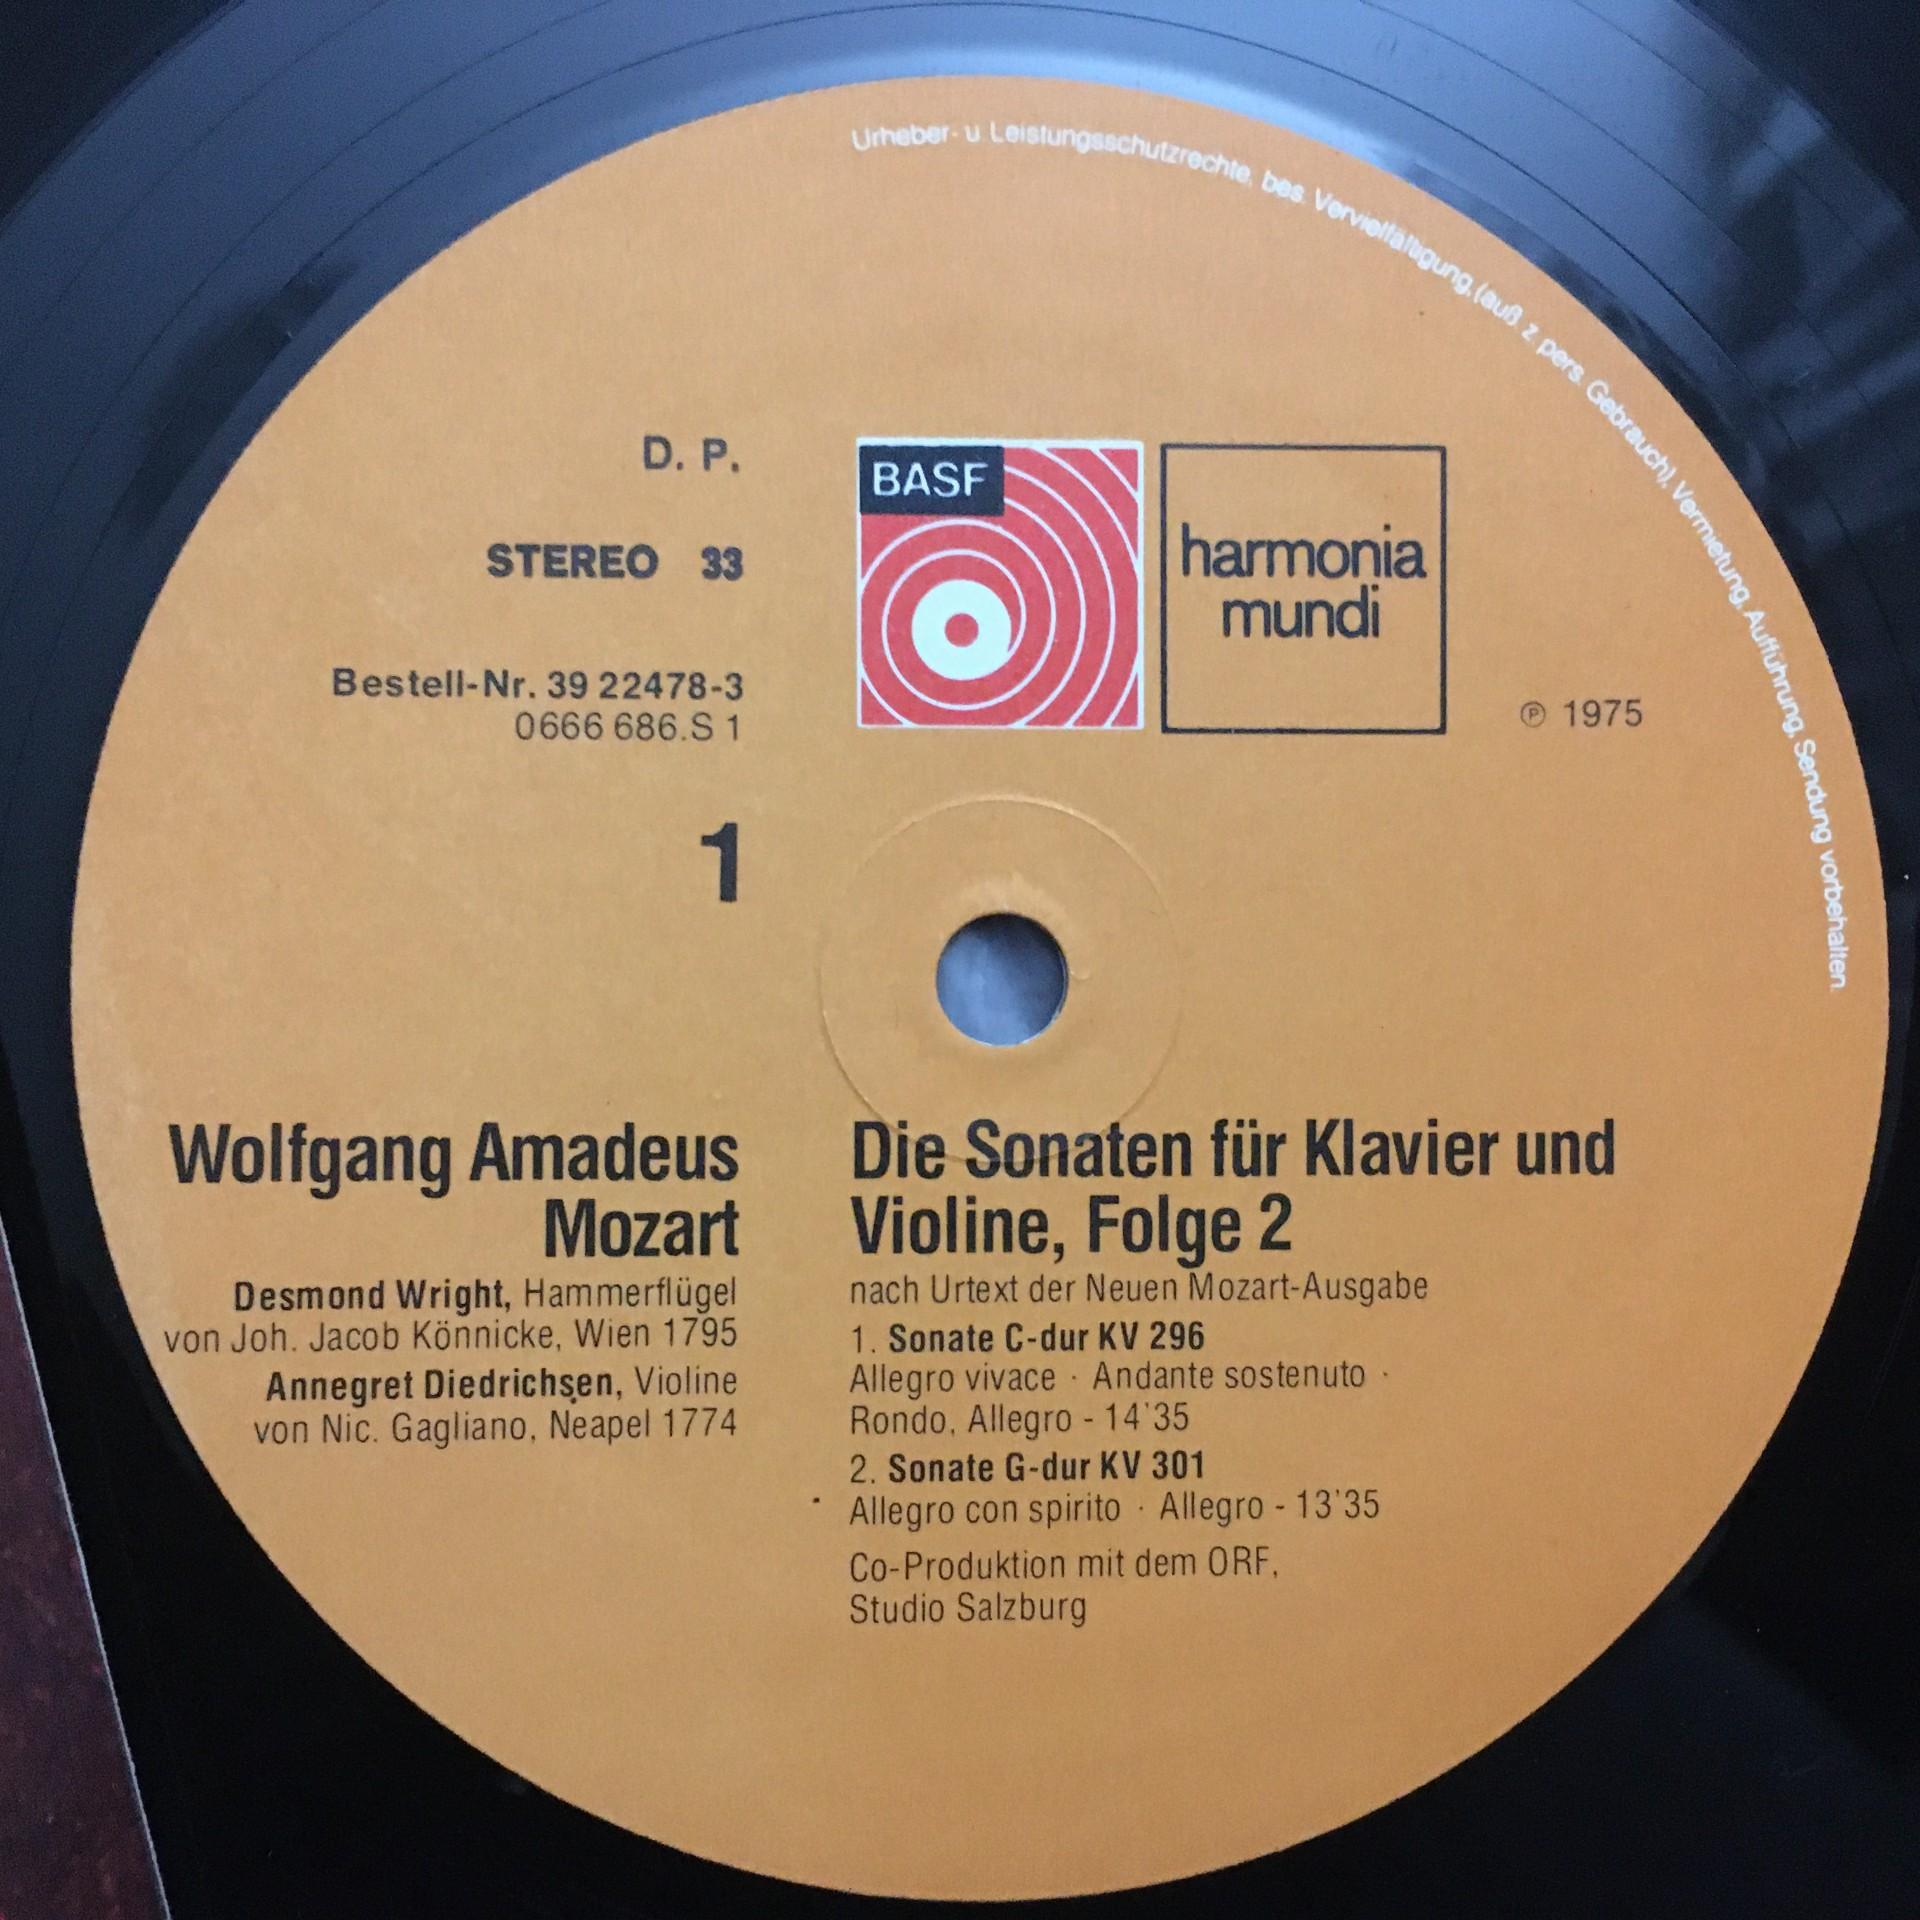 Urheber- u. Leistungsschutzrechte, bes. Vervielfältigung, (auß. z. pers. Gebrauch), Vermietung, Aufführung, Sendung vorbehalten.
D. P.
STEREO 33
Bestell-Nr. 39 22478-3
0666 686.S 1
BASF
harmonia
mundi
℗ 1975
1
Wolfgang Amadeus
Mozart
Desmond Wright, Hammerflügel
von Joh. Jacob Könnicke, Wien 1795
Annegret Diedrichsen, Violine
von Nic. Gagliano, Neapel 1774
Die Sonaten für Klavier und
Violine, Folge 2
nach Urtext der Neuen Mozart-Ausgabe
1. Sonate C-dur KV 296
Allegro vivace · Andante sostenuto ·
Rondo, Allegro - 14'35
2. Sonate G-dur KV 301
Allegro con spirito · Allegro - 13'35
Co-Produktion mit dem ORF,
Studio Salzburg